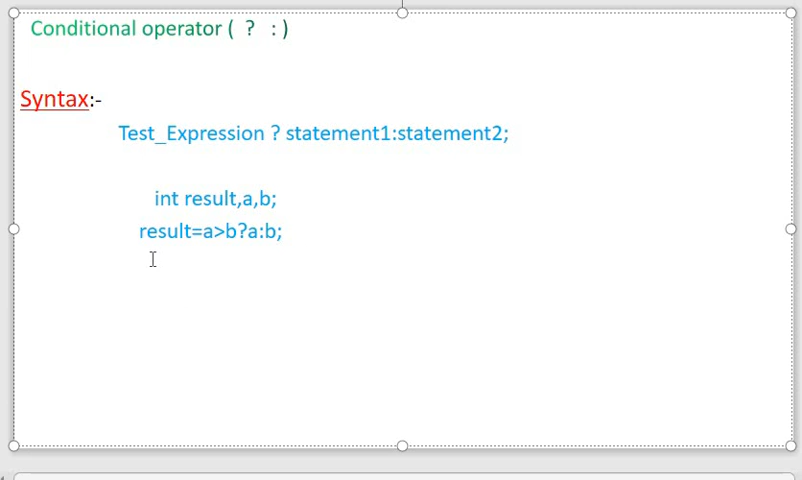 Conditional operator ( ? : )
Syntax:-
Test_Expression ? statement1:statement2;
int result,a,b;
result=a>b?a:b;